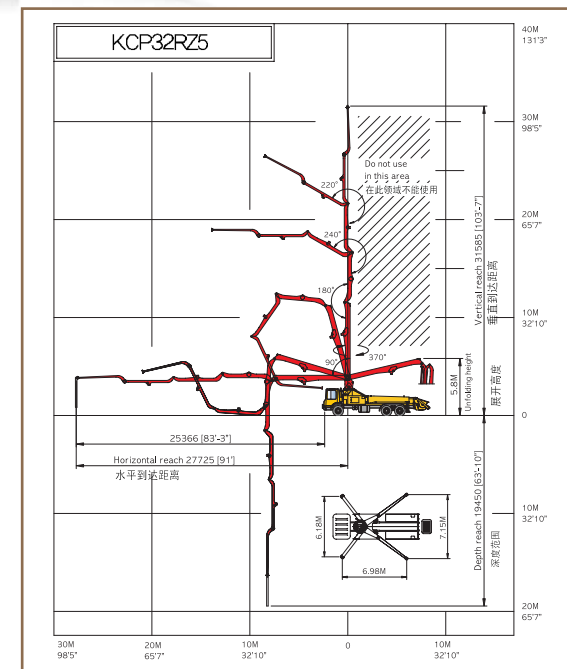 KCP32RZ5
40M
131'3"
30M
98'5"
Do not use
in this area
在此领域不能使用
220°
20M
65'7"
240°
Vertical reach 31585 [103'-7"]
垂直到达距离
180°
10M
32'10"
90°
370°
5.8M
Unfolding height
展开高度
0
25366 [83'-3"]
Horizontal reach 27725 [91']
水平到达距离
Depth reach 19450 [63'-10"]
深度范围
6.18M
7.15M
6.98M
10M
32'10"
20M
65'7"
30M
98'5"
20M
65'7"
10M
32'10"
0
10M
32'10"